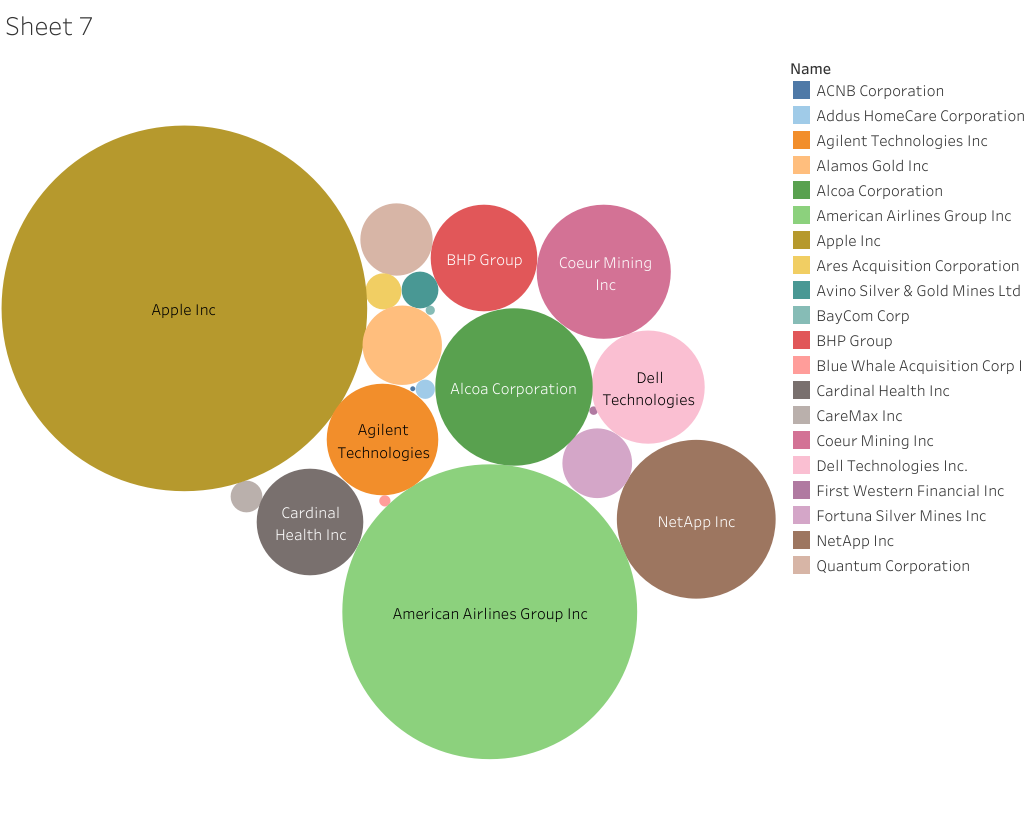 Sheet 7
Name
ACNB Corporation
Addus HomeCare Corporation
Agilent Technologies Inc
Alamos Gold Inc
Alcoa Corporation
American Airlines Group Inc
Apple Inc
Ares Acquisition Corporation
Avino Silver & Gold Mines Ltd
BayCom Corp
BHP Group
Blue Whale Acquisition Corp I
Cardinal Health Inc
CareMax Inc
Coeur Mining Inc
Dell Technologies Inc.
First Western Financial Inc
Fortuna Silver Mines Inc
NetApp Inc
Quantum Corporation
Apple Inc
BHP Group
Coeur Mining
Inc
Alcoa Corporation
Dell
Technologies
Agilent
Technologies
Cardinal
Health Inc
NetApp Inc
American Airlines Group Inc